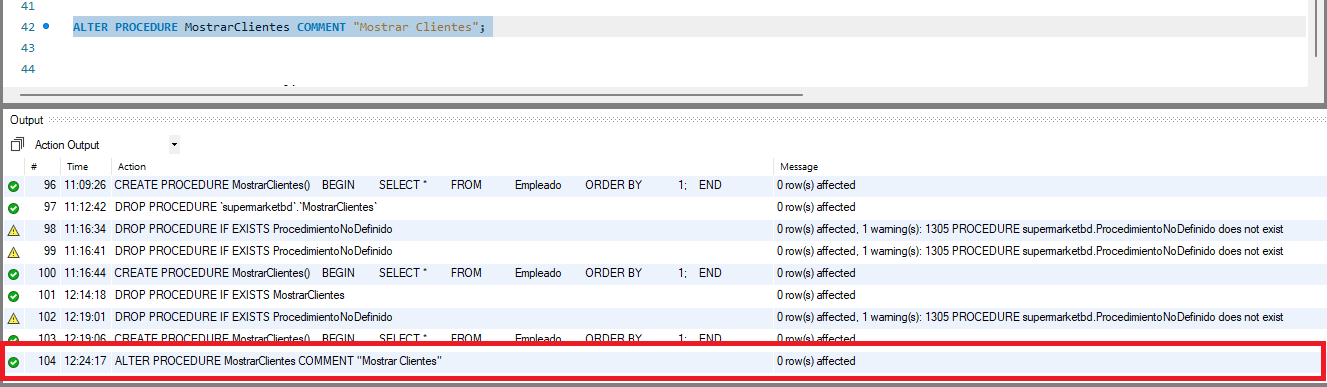 41
42 ALTER PROCEDURE MostrarClientes COMMENT "Mostrar Clientes";
43
44
Output
Action Output
# Time Action Message
96 11:09:26 CREATE PROCEDURE MostrarClientes() BEGIN SELECT * FROM Empleado ORDER BY 1; END 0 row(s) affected
97 11:12:42 DROP PROCEDURE `supermarketbd`.`MostrarClientes` 0 row(s) affected
98 11:16:34 DROP PROCEDURE IF EXISTS ProcedimientoNoDefinido 0 row(s) affected, 1 warning(s): 1305 PROCEDURE supermarketbd.ProcedimientoNoDefinido does not exist
99 11:16:41 DROP PROCEDURE IF EXISTS ProcedimientoNoDefinido 0 row(s) affected, 1 warning(s): 1305 PROCEDURE supermarketbd.ProcedimientoNoDefinido does not exist
100 11:16:44 CREATE PROCEDURE MostrarClientes() BEGIN SELECT * FROM Empleado ORDER BY 1; END 0 row(s) affected
101 12:14:18 DROP PROCEDURE IF EXISTS MostrarClientes 0 row(s) affected
102 12:19:01 DROP PROCEDURE IF EXISTS ProcedimientoNoDefinido 0 row(s) affected, 1 warning(s): 1305 PROCEDURE supermarketbd.ProcedimientoNoDefinido does not exist
103 12:19:06 CREATE PROCEDURE MostrarClientes() BEGIN SELECT * FROM Empleado ORDER BY 1; END 0 row(s) affected
104 12:24:17 ALTER PROCEDURE MostrarClientes COMMENT "Mostrar Clientes" 0 row(s) affected